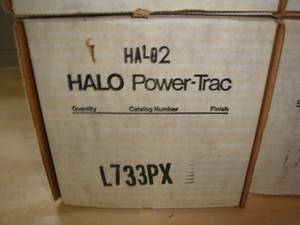 HALO2
HALO Power-Trac
Quantity Catalog Number Finish
L733PX